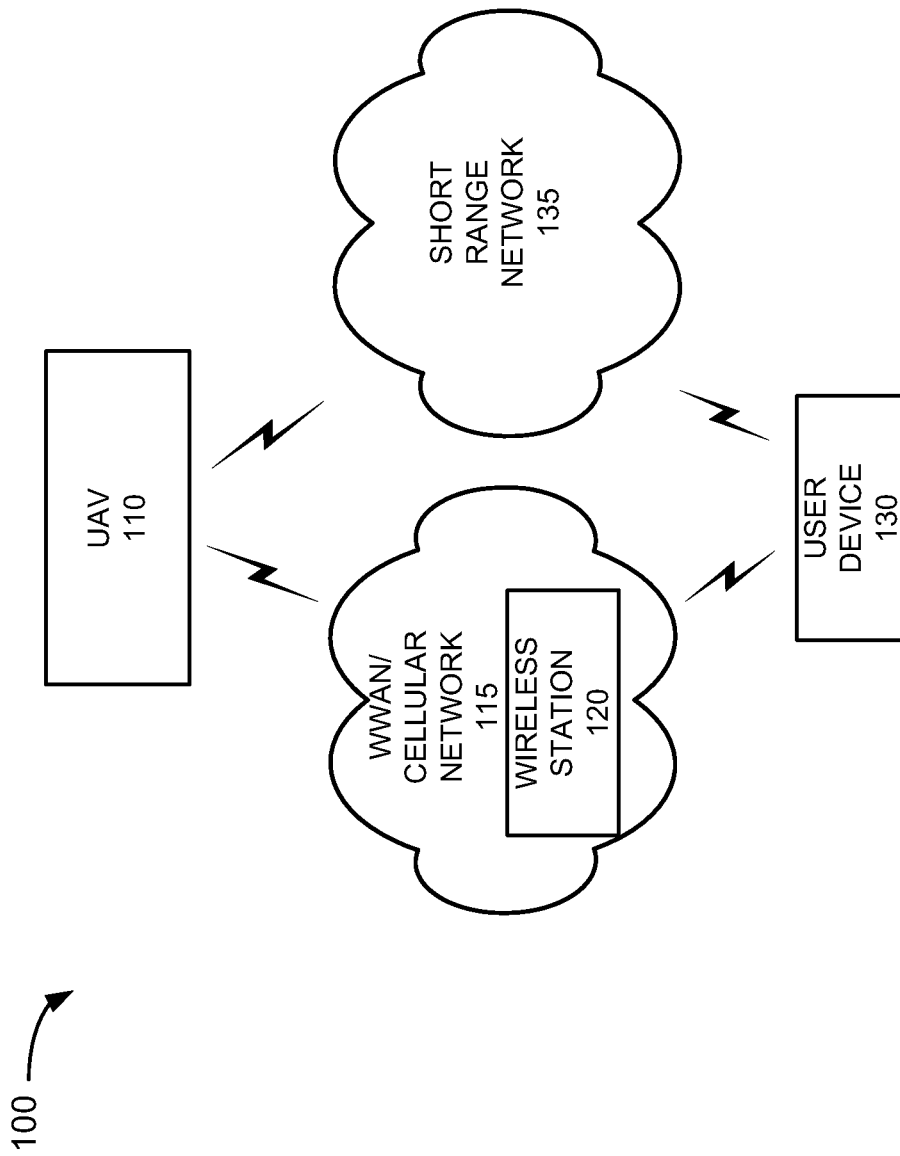 100
UAV
110
WWAN/
CELLULAR
NETWORK
115
WIRELESS
STATION
120
SHORT
RANGE
NETWORK
135
USER
DEVICE
130